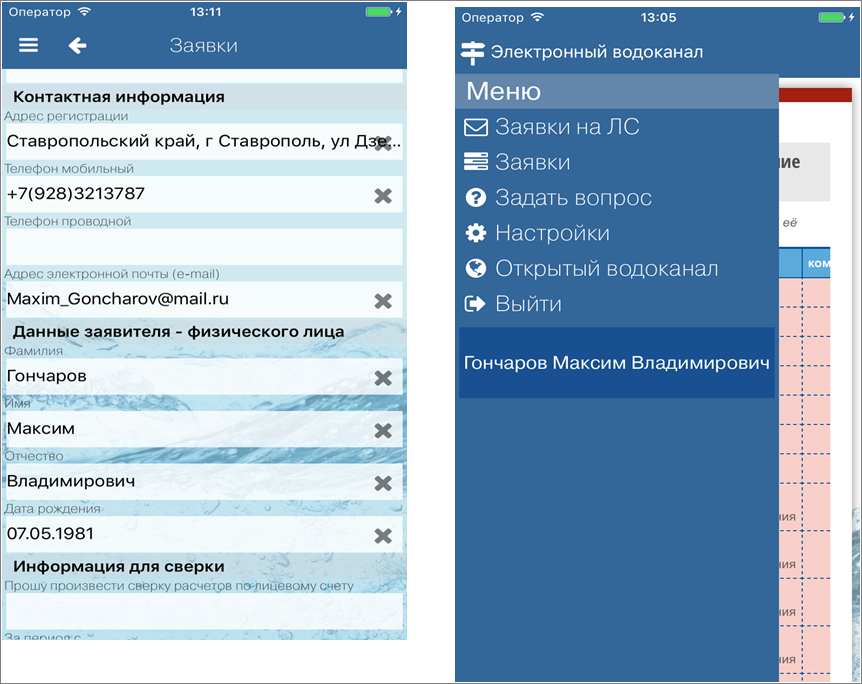 Оператор 13:11
Заявки
Контактная информация
Адрес регистрации
Ставропольский край, г Ставрополь, ул Дзе...
Телефон мобильный
+7(928)3213787
Телефон проводной
Адрес электронной почты (e-mail)
Maxim_Goncharov@mail.ru
Данные заявителя - физического лица
Фамилия
Гончаров
Имя
Максим
Отчество
Владимирович
Дата рождения
07.05.1981
Информация для сверки
Прошу произвести сверку расчетов по лицевому счету
За период с
Оператор 13:05
Электронный водоканал
Меню
Заявки на ЛС
Заявки
Задать вопрос
Настройки
Открытый водоканал
Выйти
Гончаров Максим Владимирович
ие
её
ком
ния
ния
ния
ния